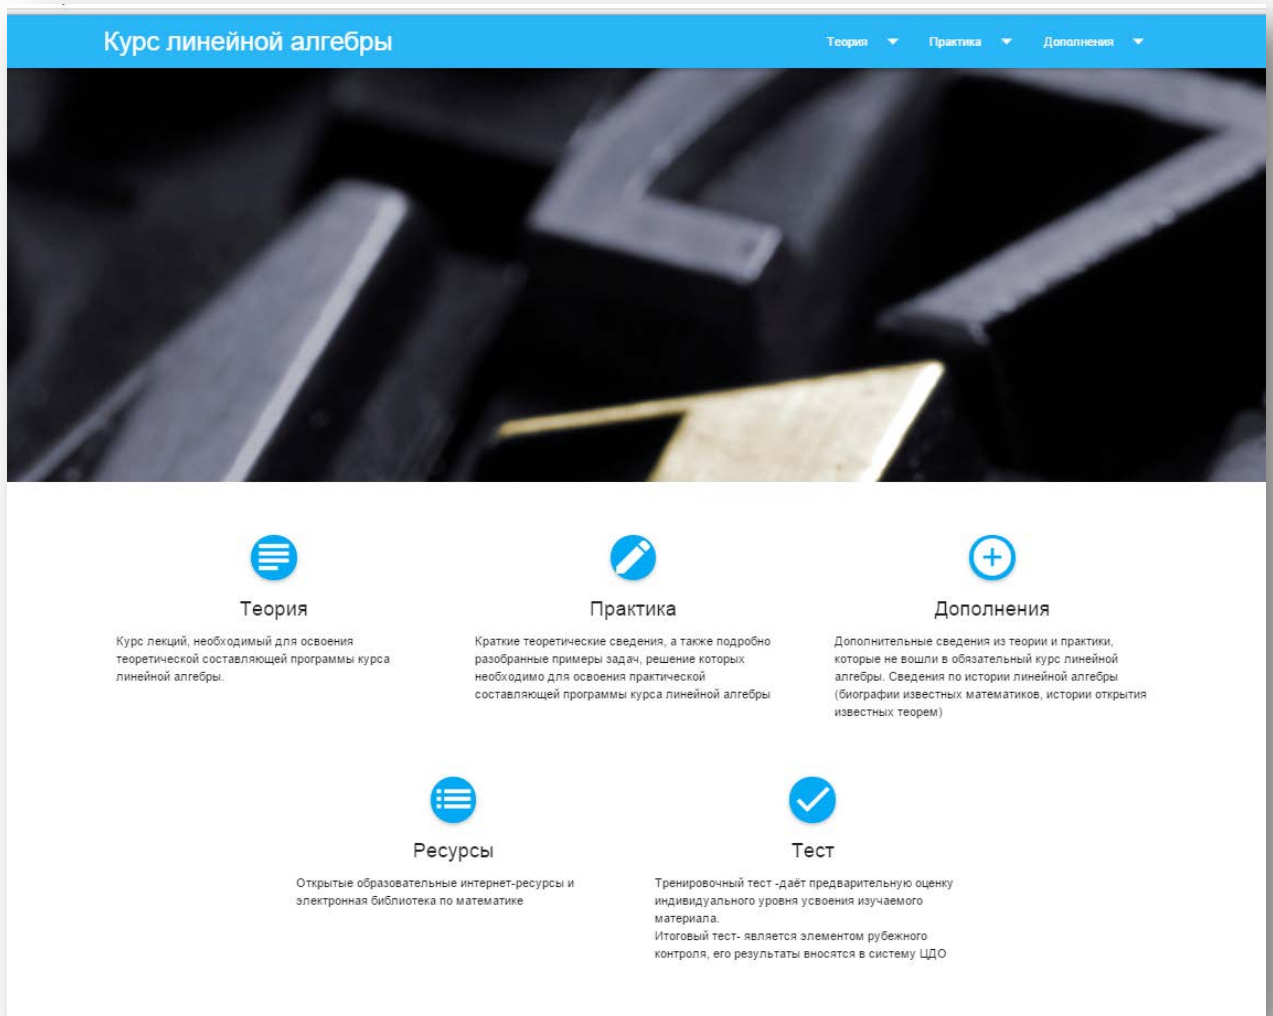 Курс линейной алгебры
Теория
Практика
Дополнения
Теория
Курс лекций, необходимый для освоения
теоретической составляющей программы курса
линейной алгебры.
Практика
Краткие теоретические сведения, а также подробно
разобранные примеры задач, решение которых
необходимо для освоения практической
составляющей программы курса линейной алгебры
Дополнения
Дополнительные сведения из теории и практики,
которые не вошли в обязательный курс линейной
алгебры. Сведения по истории линейной алгебры
(биографии известных математиков, истории открытия
известных теорем)
Ресурсы
Открытые образовательные интернет-ресурсы и
электронная библиотека по математике
Тест
Тренировочный тест -даёт предварительную оценку
индивидуального уровня усвоения изучаемого
материала.
Итоговый тест- является элементом рубежного
контроля, его результаты вносятся в систему ЦДО